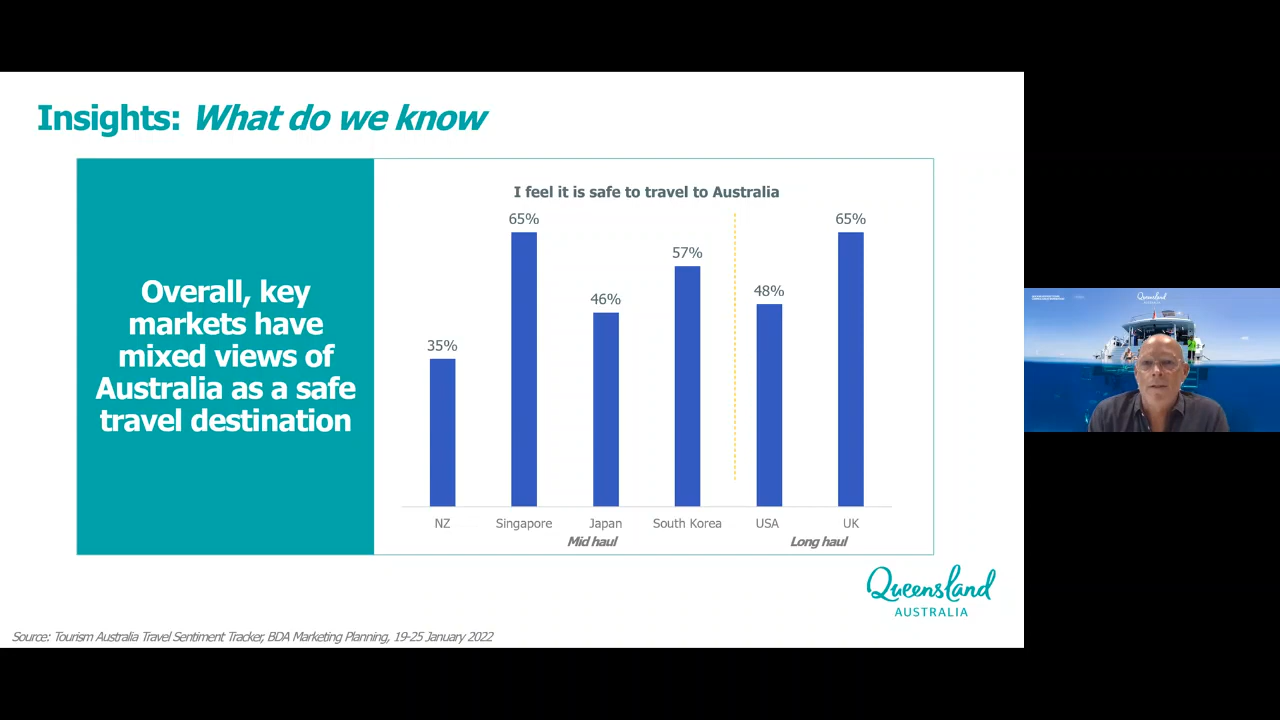 Insights: What do we know
Overall, key
markets have
mixed views of
Australia as a safe
travel destination
I feel it is safe to travel to Australia
35%
65%
46%
57%
48%
65%
NZ
Singapore
Japan
South Korea
USA
UK
Mid haul
Long haul
Queensland
AUSTRALIA
Source: Tourism Australia Travel Sentiment Tracker, BDA Marketing Planning, 19-25 January 2022
Queensland